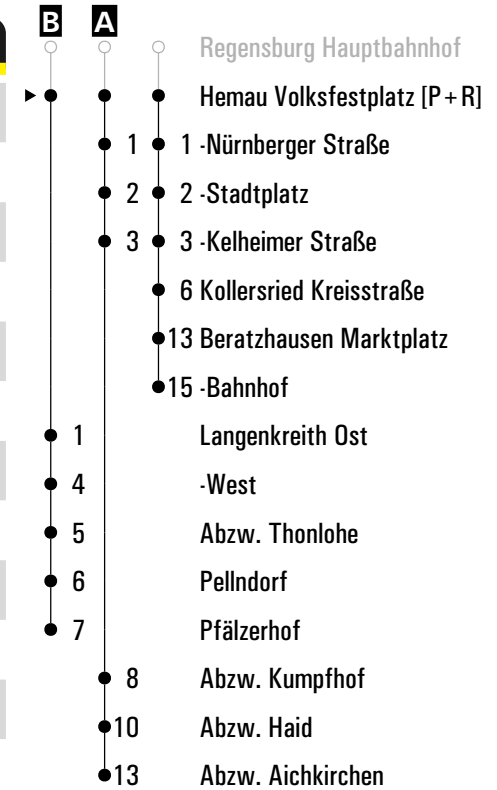 B A
Regensburg Hauptbahnhof
Hemau Volksfestplatz [P+R]
1 1 -Nürnberger Straße
2 2 -Stadtplatz
3 3 -Kelheimer Straße
6 Kollersried Kreisstraße
13 Beratzhausen Marktplatz
15 -Bahnhof
1 Langenkreith Ost
4 -West
5 Abzw. Thonlohe
6 Pellndorf
7 Pfälzerhof
8 Abzw. Kumpfhof
10 Abzw. Haid
13 Abzw. Aichkirchen